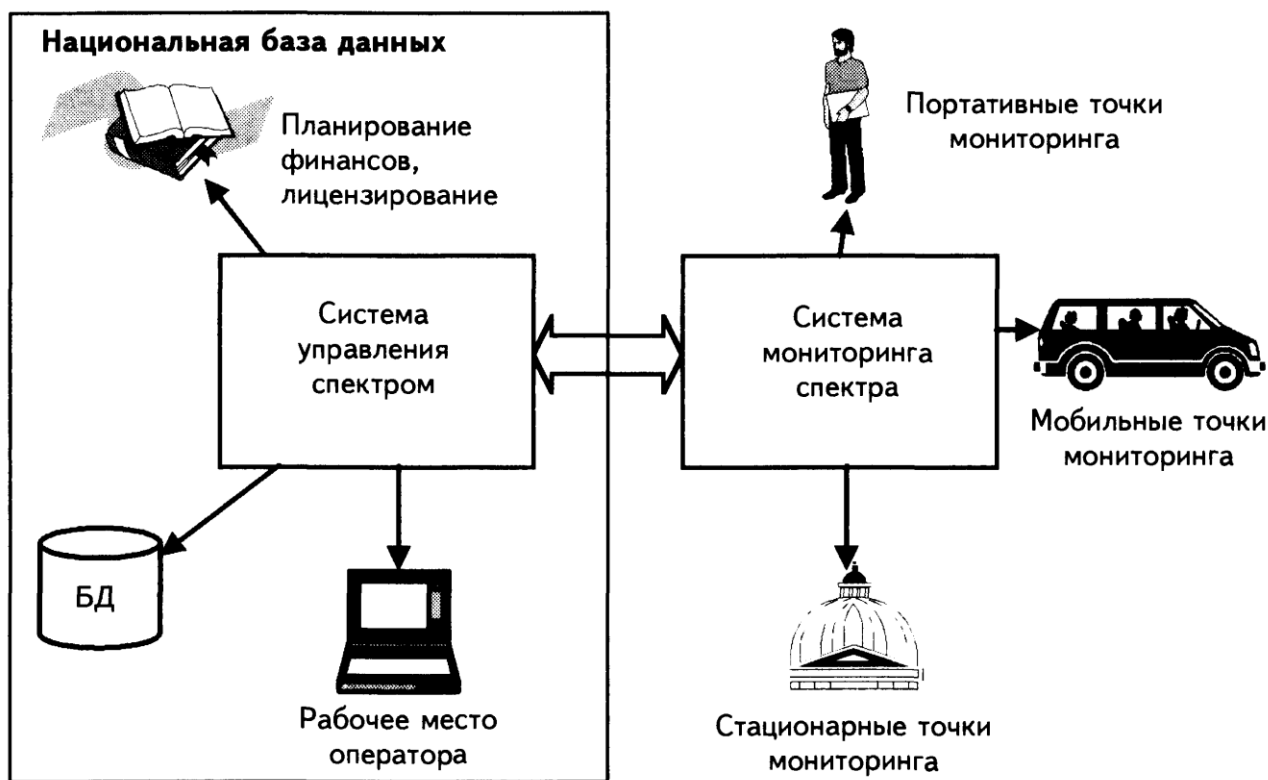 Национальная база данных
Планирование
финансов,
лицензирование
Система
управления
спектром
БД
Рабочее место
оператора
Портативные точки
мониторинга
Система
мониторинга
спектра
Мобильные точки
мониторинга
Стационарные точки
мониторинга